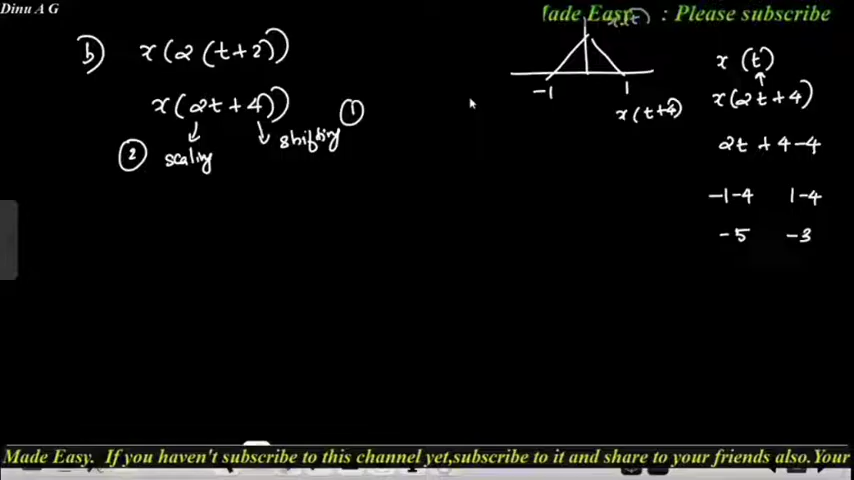 Dinu A G
Made Easy : Please subscribe
b) x(2(t+2))
x(2t+4))
① shifting
② scaling
-1 1
x(t+4)
x(t)
x(2t+4)
2t+4-4
-1-4 1-4
-5 -3
Made Easy. If you haven't subscribe to this channel yet,subscribe to it and share to your friends also.Your